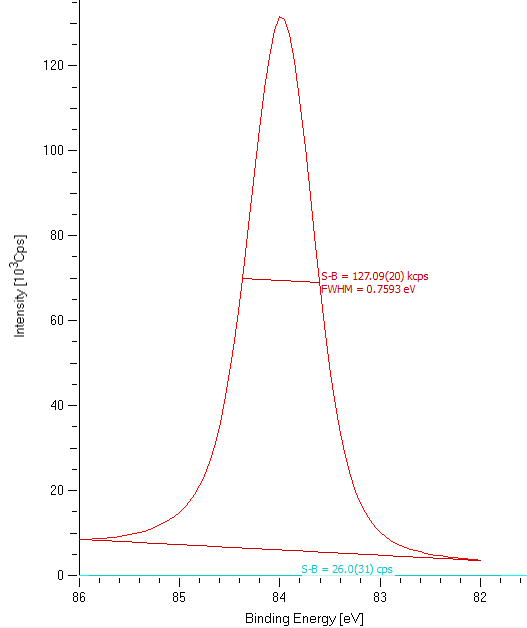 Intensity [10³Cps]
120
100
80
60
40
20
0
S-B = 127.09(20) kcps
FWHM = 0.7593 eV
S-B = 26.0(31) cps
86 85 84 83 82
Binding Energy [eV]